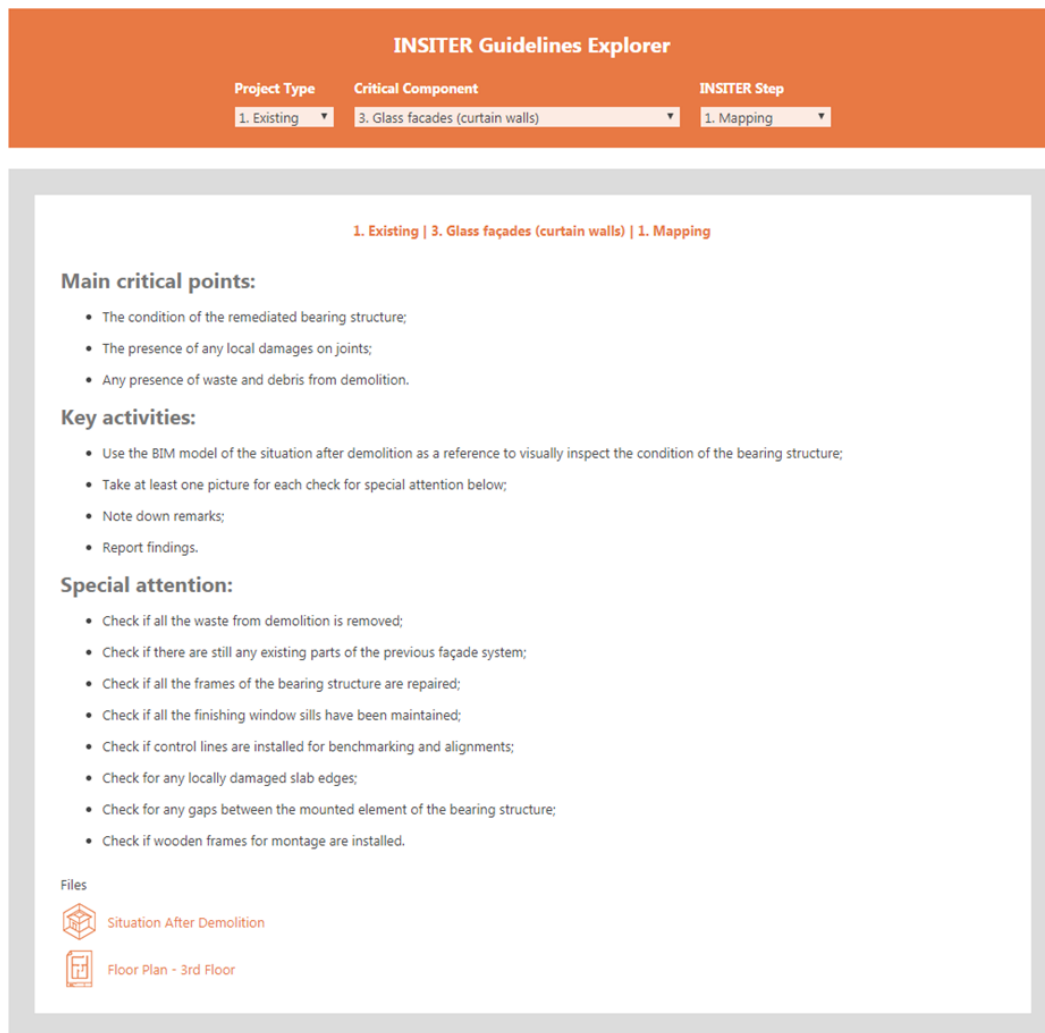 INSITER Guidelines Explorer
Project Type Critical Component INSITER Step
1. Existing 3. Glass facades (curtain walls) 1. Mapping
1. Existing | 3. Glass façades (curtain walls) | 1. Mapping
Main critical points:
• The condition of the remediated bearing structure;
• The presence of any local damages on joints;
• Any presence of waste and debris from demolition.
Key activities:
• Use the BIM model of the situation after demolition as a reference to visually inspect the condition of the bearing structure;
• Take at least one picture for each check for special attention below;
• Note down remarks;
• Report findings.
Special attention:
• Check if all the waste from demolition is removed;
• Check if there are still any existing parts of the previous façade system;
• Check if all the frames of the bearing structure are repaired;
• Check if all the finishing window sills have been maintained;
• Check if control lines are installed for benchmarking and alignments;
• Check for any locally damaged slab edges;
• Check for any gaps between the mounted element of the bearing structure;
• Check if wooden frames for montage are installed.
Files
Situation After Demolition
Floor Plan - 3rd Floor